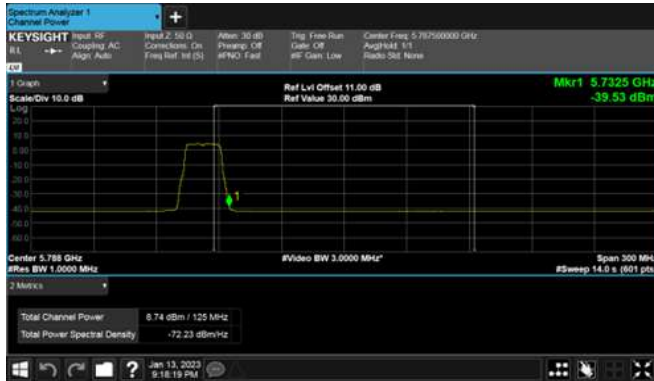 Spectrum Analyzer 1
Channel Power
+
KEYSIGHT Input: RF Input Z: 50 Ω Atten: 30 dB Trig: Free Run Center Freq: 5.787500000 GHz
RL Coupling: AC Corrections: On Preamp: Off Gate: Off Avg|Hold: 1/1
Align: Auto Freq Ref: Int (S) #PNO: Fast #IF Gain: Low Radio Std: None
LXI
1 Graph Ref Lvl Offset 11.00 dB Mkr1 5.7325 GHz
Scale/Div 10.0 dB Ref Value 30.00 dBm -39.53 dBm
Log
20.0
10.0
0.00
-10.0
-20.0
-30.0
-40.0
-50.0
-60.0
1
Center 5.788 GHz #Video BW 3.0000 MHz* Span 300 MHz
#Res BW 1.0000 MHz #Sweep 14.0 s (601 pts)
2 Metrics
Total Channel Power 8.74 dBm / 125 MHz
Total Power Spectral Density -72.23 dBm/Hz
? Jan 13, 2023
9:18:19 PM